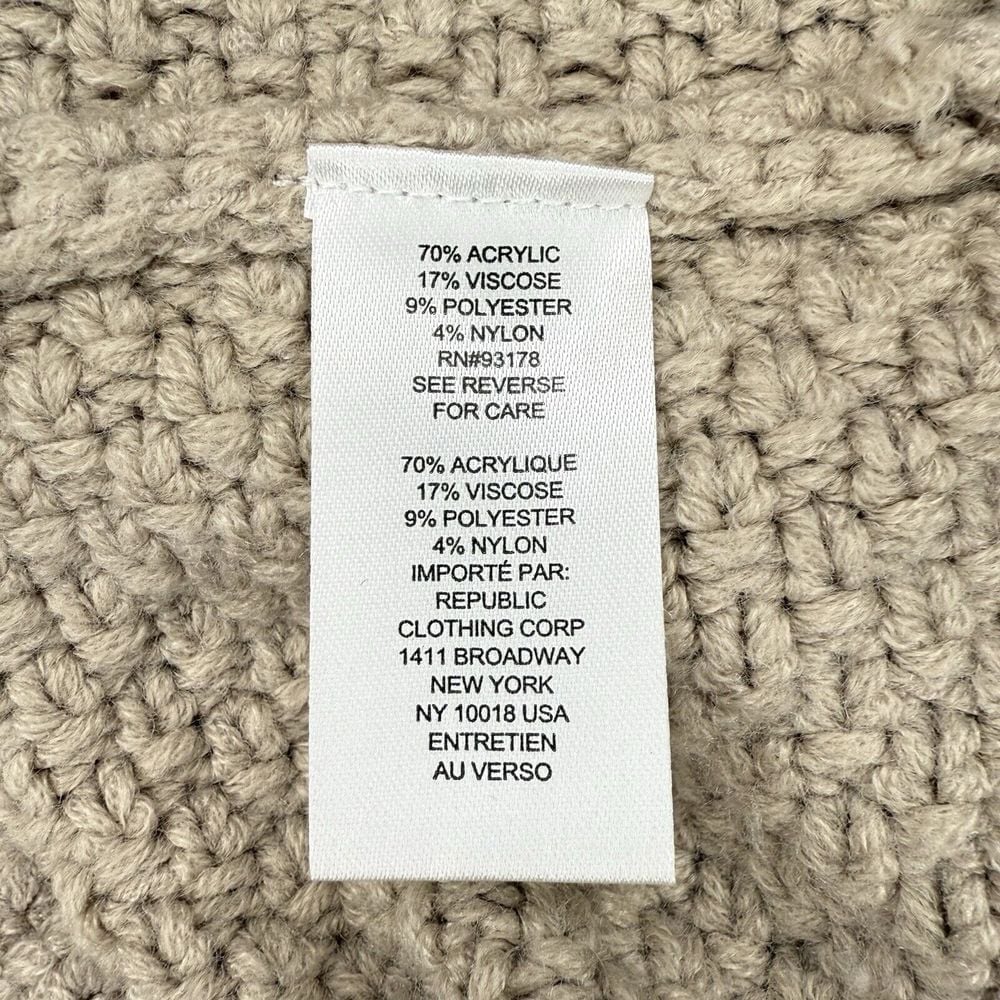 70% ACRYLIC
17% VISCOSE
9% POLYESTER
4% NYLON
RN#93178
SEE REVERSE
FOR CARE
70% ACRYLIQUE
17% VISCOSE
9% POLYESTER
4% NYLON
IMPORTÉ PAR:
REPUBLIC
CLOTHING CORP
1411 BROADWAY
NEW YORK
NY 10018 USA
ENTRETIEN
AU VERSO